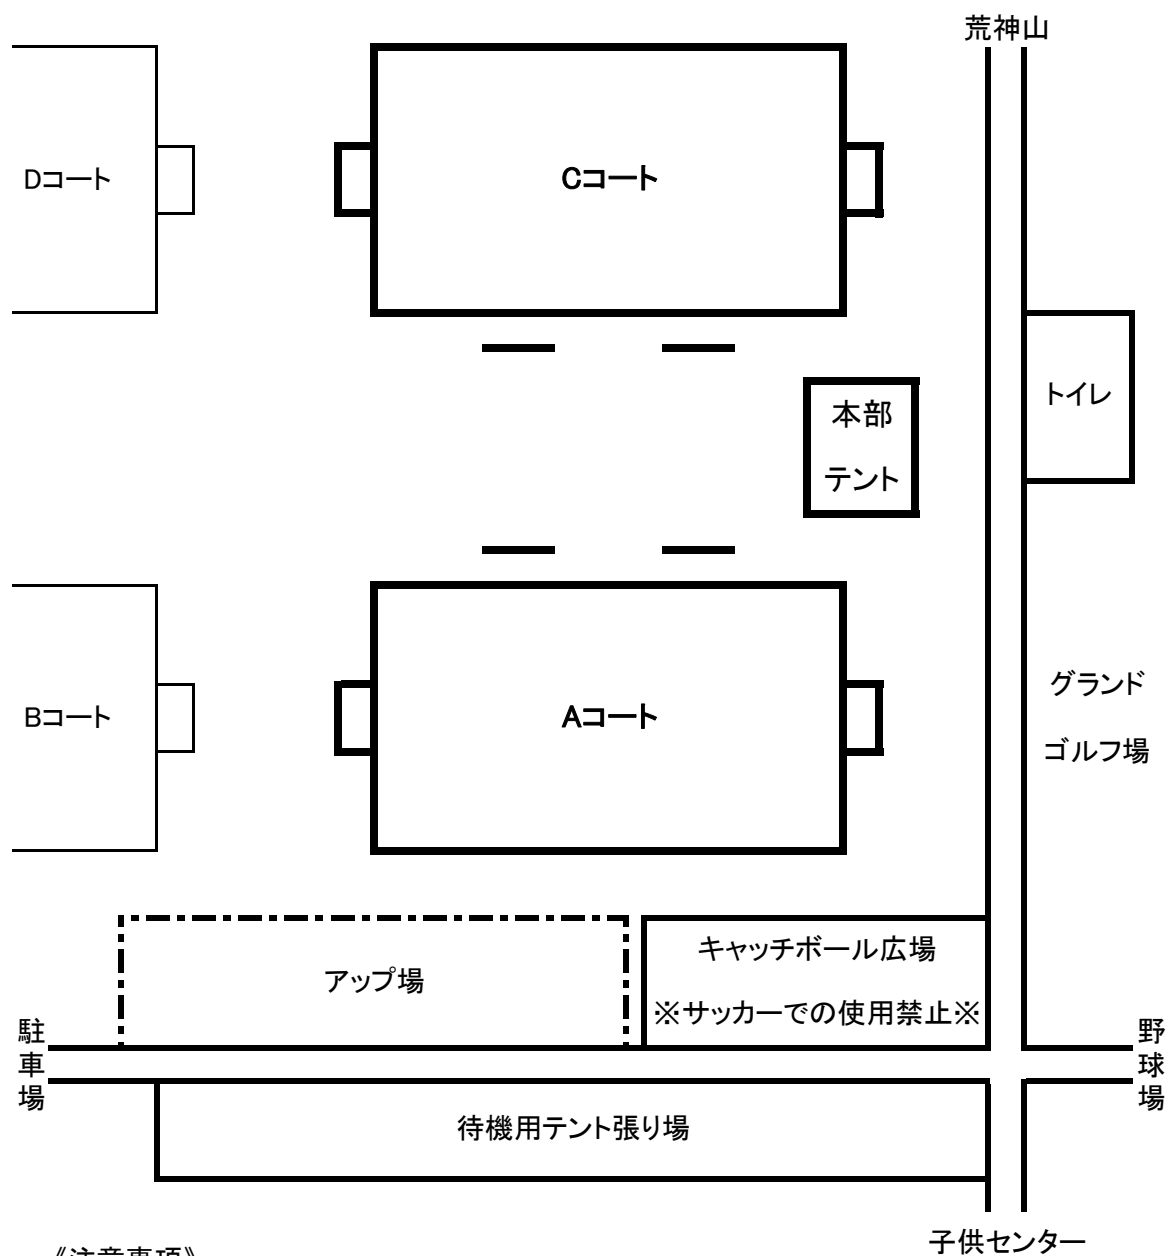 荒神山
Dコート
Cコート
トイレ
本部
テント
Bコート
Aコート
グランド
ゴルフ場
キャッチボール広場
※サッカーでの使用禁止※
アップ場
駐車場
野球場
待機用テント張り場
子供センター
《注意事項》